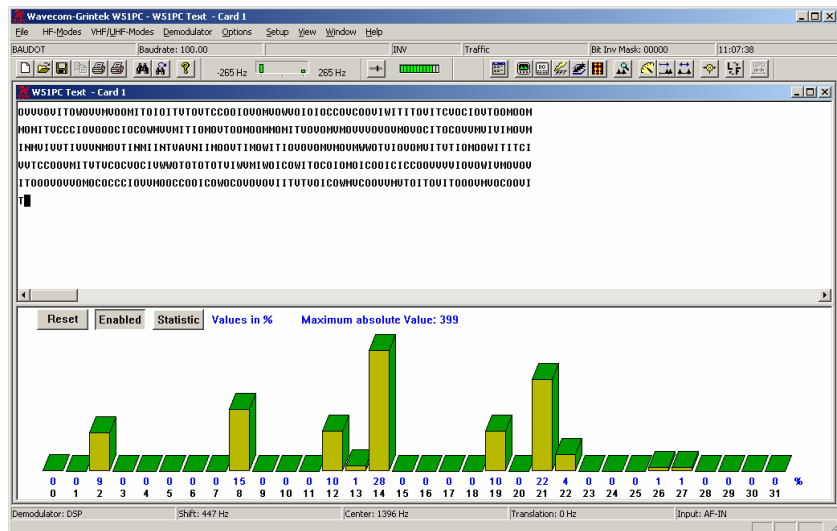 Wavecom-Grintek W51PC - W51PC Text - Card 1
File HF-Modes VHF/UHF-Modes Demodulator Options Setup View Window Help
BAUDOT Baudrate: 100.00 INV Traffic Bit Inv Mask: 00000 11:07:38
-265 Hz 265 Hz
W51PC Text - Card 1
OVVVOVITOWOVVMVOOMITOIOITVTOVTCCOOIOVOMVOWVOIOIOCCOVCOOVIWITITOVITCVOCIOVTOOMOOM
MOMITVCCCIOVOOOCIOCOWMVVMITIOMOVTOOMOOMMOMITVOVOMVMOVVVOVOVMOVOCITOCOVVMVIVIMOVM
INMVIVVTIVVVNMOVTINMIINTVAVNIIMOOVTIMOWITIOVOVOMVMOVMWWOTVIOVVOMVITVTIOMOOWITITCI
VVTCCOOVMITVTVCOCVOCIVWWOTOTOTOTVIWVMIWOICOWITOCOIOMOICOOICICCOOVVVVIOVOWIVMOVOV
ITOOOVOVVOMOCOCCCIOVVMOOCCOOICOWOCOVOVOVIITVTVOICOWMVCOOVVMVTOITOVITOOOVMVOCOOVI
T
Reset Enabled Statistic Values in % Maximum absolute Value: 399
0 0 9 0 0 0 0 0 15 0 0 0 10 1 28 0 0 0 0 10 0 22 4 0 0 0 1 1 0 0 0 0 %
0 1 2 3 4 5 6 7 8 9 10 11 12 13 14 15 16 17 18 19 20 21 22 23 24 25 26 27 28 29 30 31
Demodulator: DSP Shift: 447 Hz Center: 1396 Hz Translation: 0 Hz Input: AF-IN